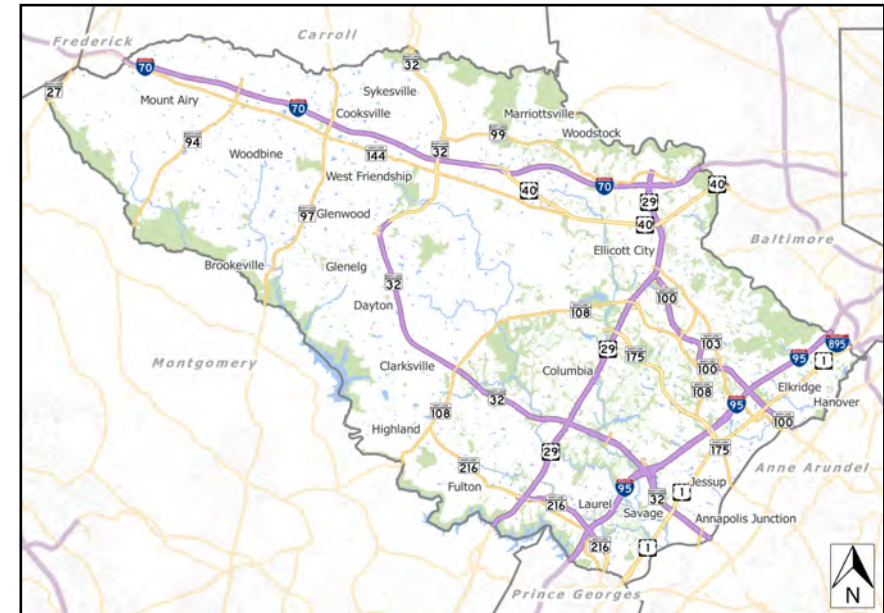 Frederick
Carroll
70
32
27
Mount Airy
70
Sykesville
Cooksville
Marriottsville
94
99
Woodstock
Woodbine
144
32
West Friendship
40
70
40
29
97
Glenwood
40
Ellicott City
Baltimore
Brookeville
Glenelg
32
100
Dayton
108
103
895
Montgomery
29
175
95
1
Clarksville
Columbia
100
Elkridge
32
108
95
Hanover
108
100
Highland
29
175
Anne Arundel
216
Fulton
95
Jessup
216
Laurel
32
1
Savage
Annapolis Junction
216
1
Prince Georges
N